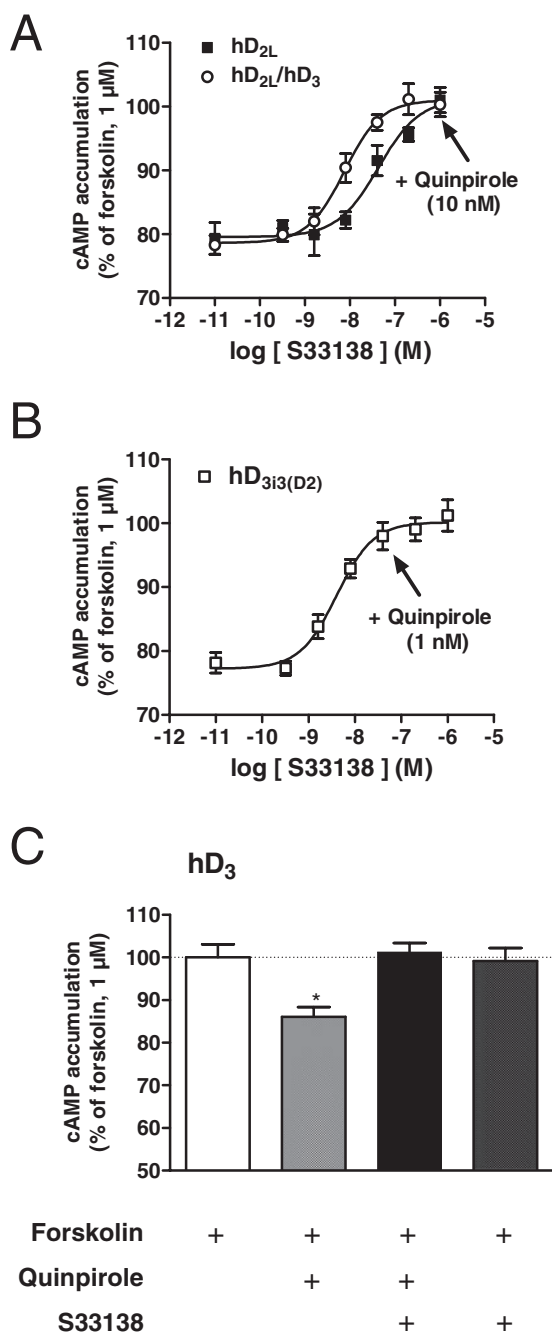 A
hD2L
hD2L/hD3
cAMP accumulation
(% of forskolin, 1 µM)
110
100
90
80
70
+ Quinpirole
(10 nM)
-12 -11 -10 -9 -8 -7 -6 -5
log [ S33138 ] (M)
B
hD3i3(D2)
cAMP accumulation
(% of forskolin, 1 µM)
110
100
90
80
70
+ Quinpirole
(1 nM)
-12 -11 -10 -9 -8 -7 -6 -5
log [ S33138 ] (M)
C
hD3
cAMP accumulation
(% of forskolin, 1 µM)
110
100
90
80
70
60
50
*
Forskolin + + + +
Quinpirole + +
S33138 + +